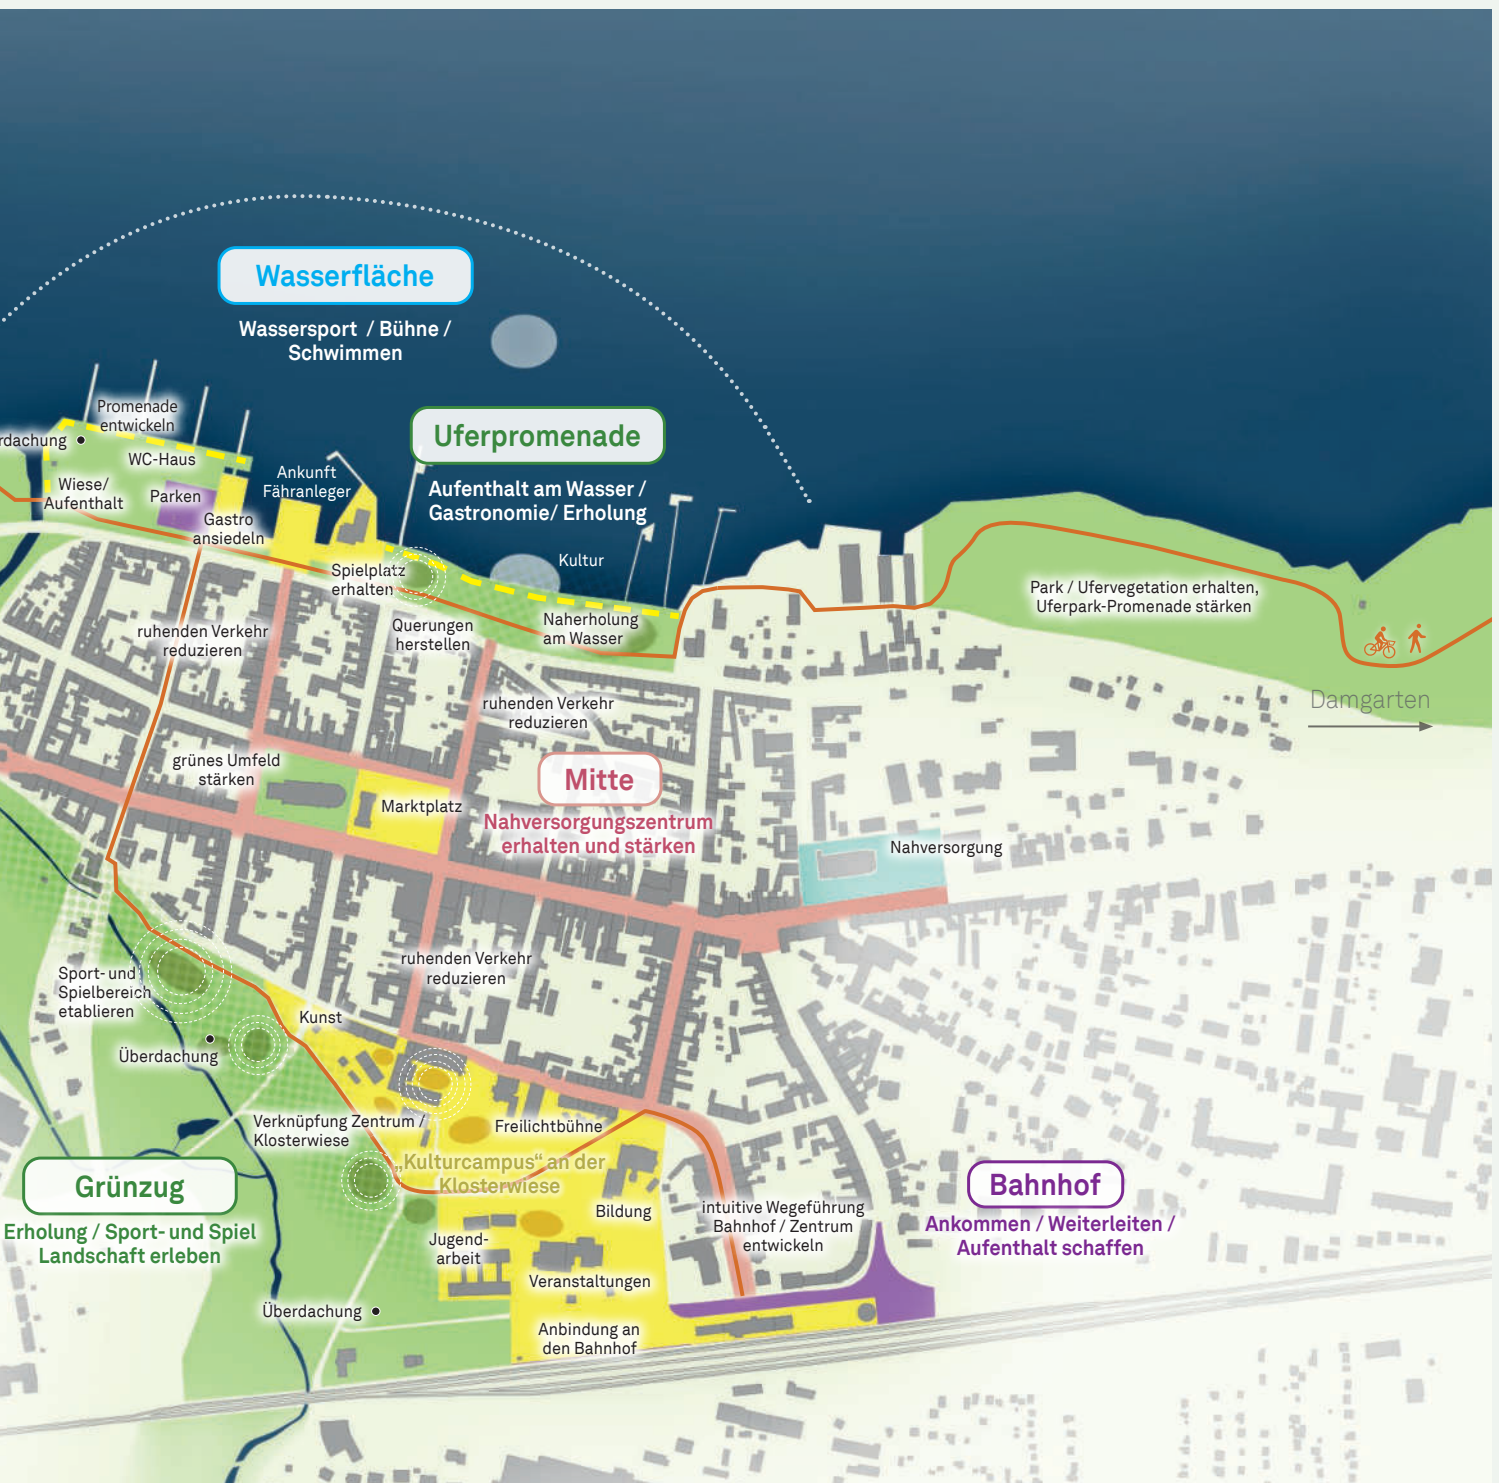 Wasserfläche
Wassersport / Bühne /
Schwimmen
Promenade
entwickeln
rdachung
WC-Haus
Wiese/
Aufenthalt
Parken
Gastro
ansiedeln
Ankunft
Fähranleger
Uferpromenade
Aufenthalt am Wasser /
Gastronomie/ Erholung
Kultur
Spielplatz
erhalten
Querungen
herstellen
Naherholung
am Wasser
Park / Ufervegetation erhalten,
Uferpark-Promenade stärken
Damgarten
ruhenden Verkehr
reduzieren
ruhenden Verkehr
reduzieren
grünes Umfeld
stärken
Marktplatz
Mitte
Nahversorgungszentrum
erhalten und stärken
Nahversorgung
ruhenden Verkehr
reduzieren
Sport- und
Spielbereich
etablieren
Überdachung
Kunst
Verknüpfung Zentrum /
Klosterwiese
Freilichtbühne
„Kulturcampus“ an der
Klosterwiese
Grünzug
Erholung / Sport- und Spiel
Landschaft erleben
Bildung
Jugend-
arbeit
Veranstaltungen
Überdachung
Anbindung an
den Bahnhof
intuitive Wegeführung
Bahnhof / Zentrum
entwickeln
Bahnhof
Ankommen / Weiterleiten /
Aufenthalt schaffen